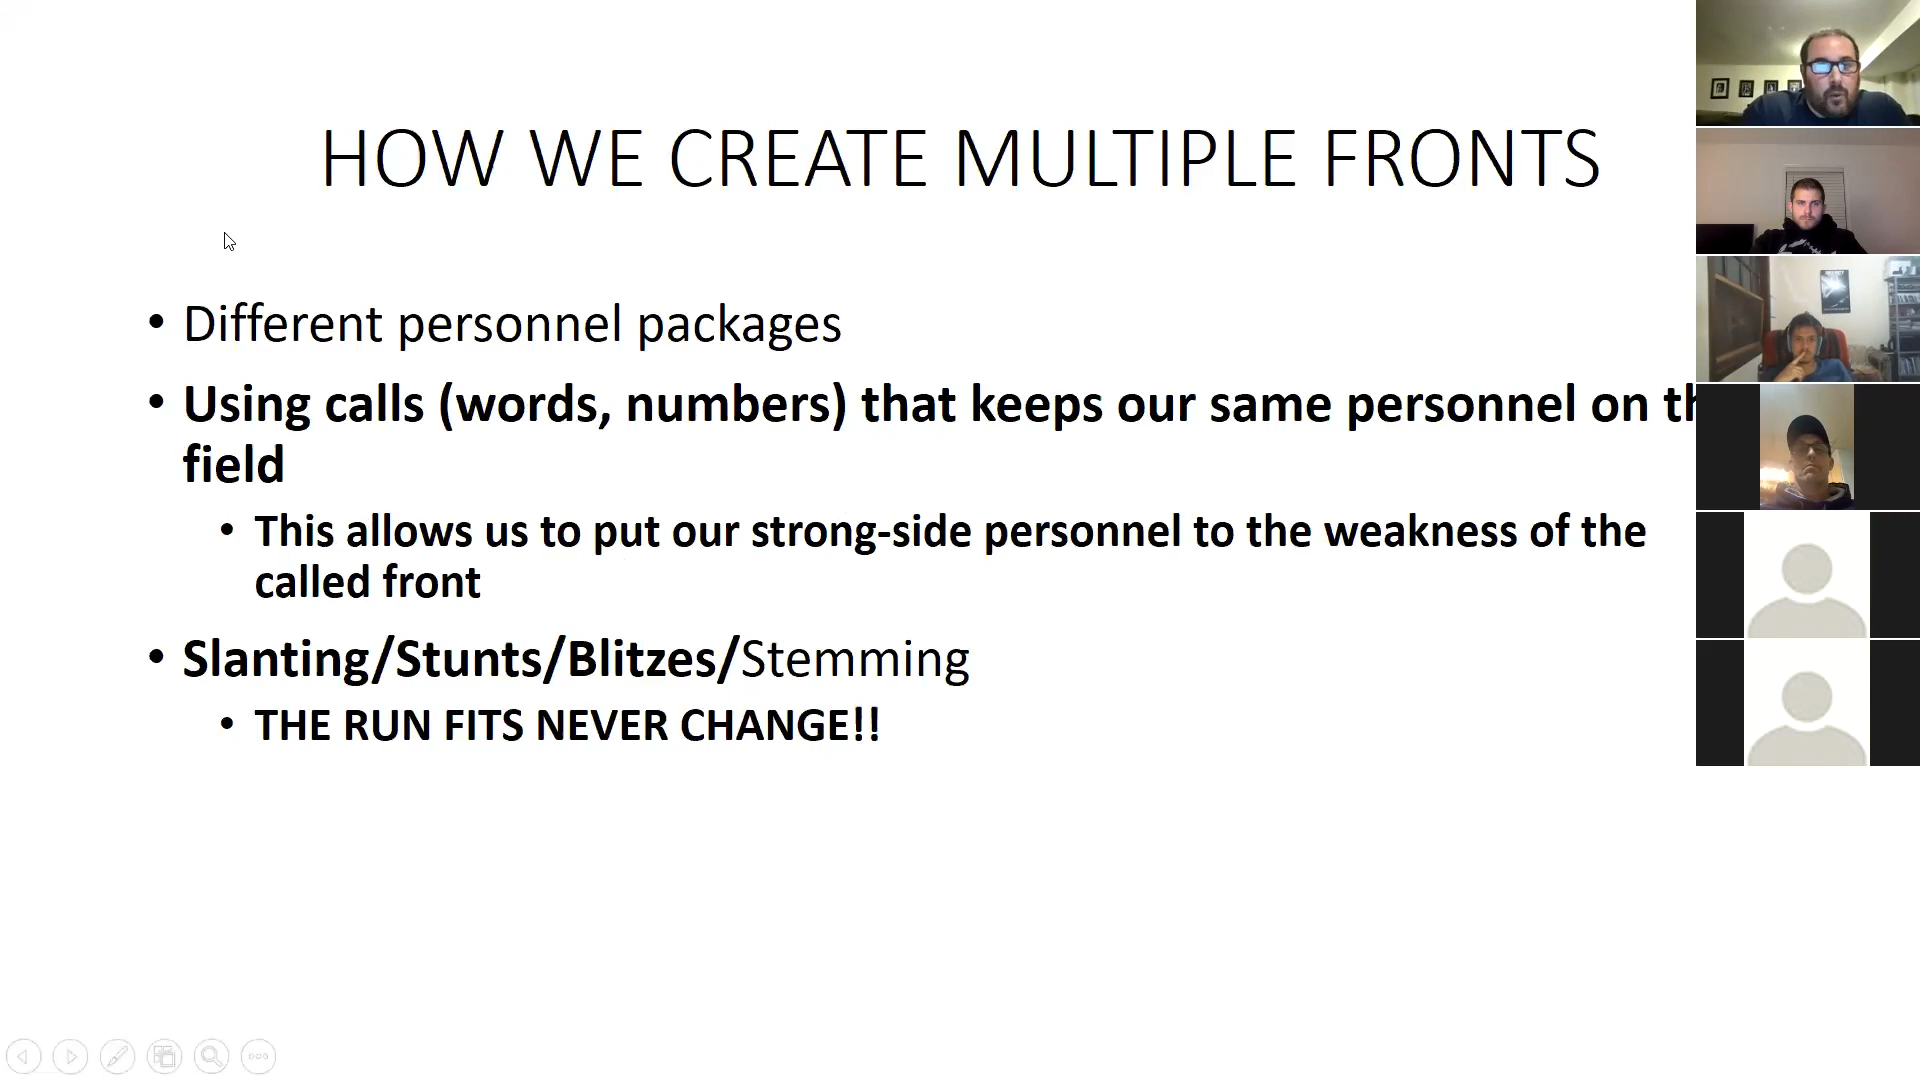 HOW WE CREATE MULTIPLE FRONTS
• Different personnel packages
• Using calls (words, numbers) that keeps our same personnel on th
field
• This allows us to put our strong-side personnel to the weakness of the
called front
• Slanting/Stunts/Blitzes/Stemming
• THE RUN FITS NEVER CHANGE!!